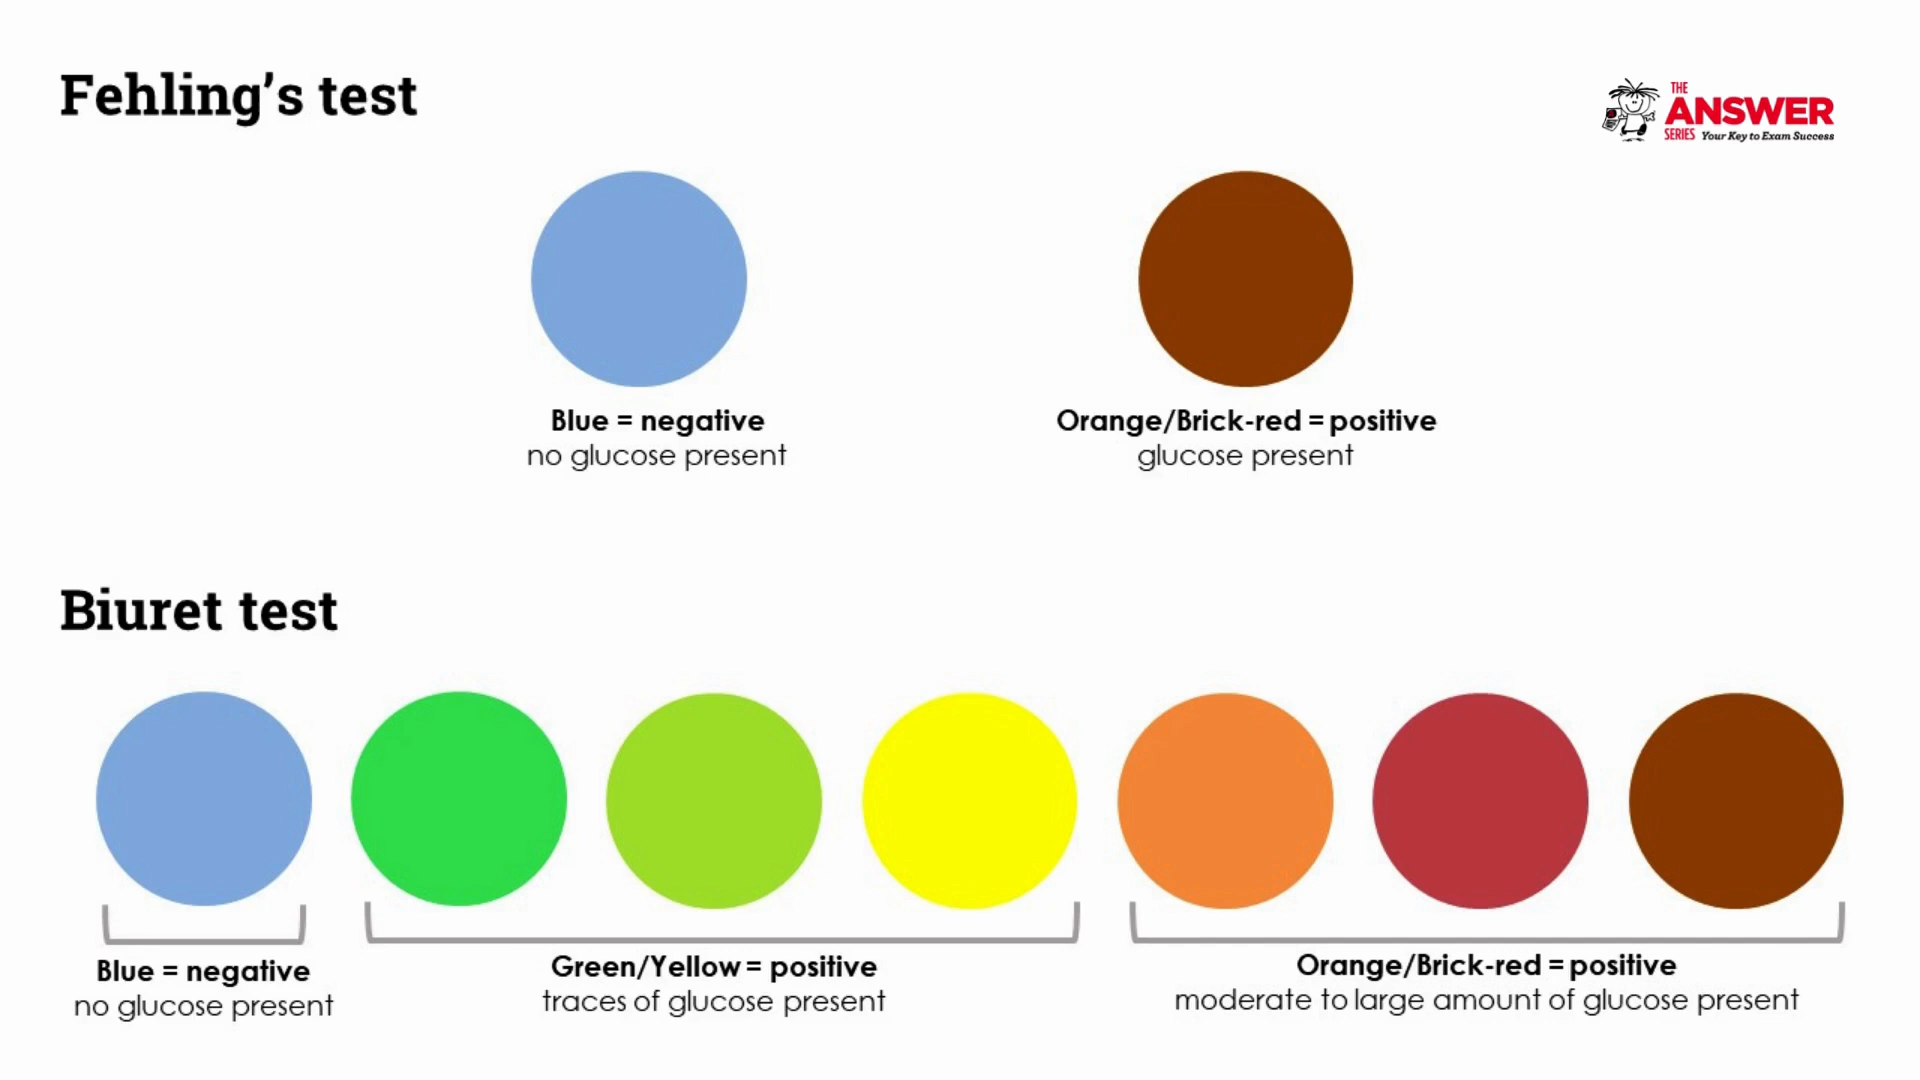 Fehling’s test
THE
ANSWER
SERIES Your Key to Exam Success
Blue = negative
no glucose present
Orange/Brick-red = positive
glucose present
Biuret test
Blue = negative
no glucose present
Green/Yellow = positive
traces of glucose present
Orange/Brick-red = positive
moderate to large amount of glucose present